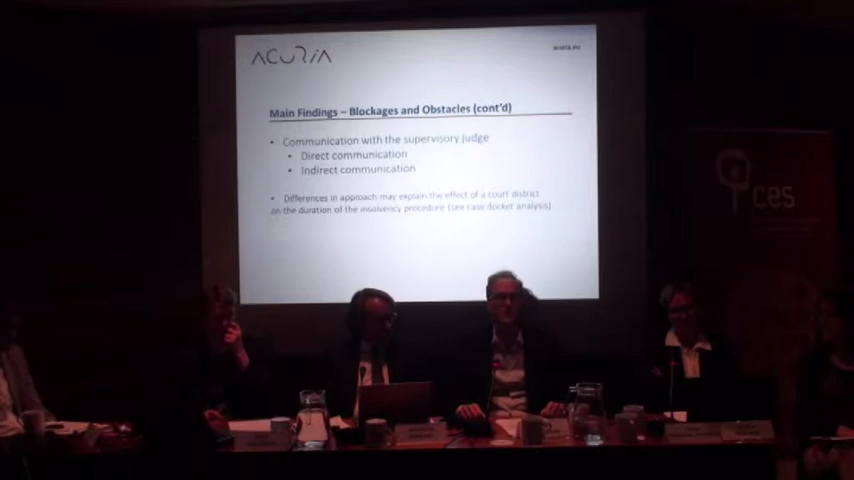 ACURIA
acuria.eu
Main Findings – Blockages and Obstacles (cont'd)
• Communication with the supervisory judge
• Direct communication
• Indirect communication
• Differences in approach may explain the effect of a court district
on the duration of the insolvency procedure (see case docket analysis)
ces